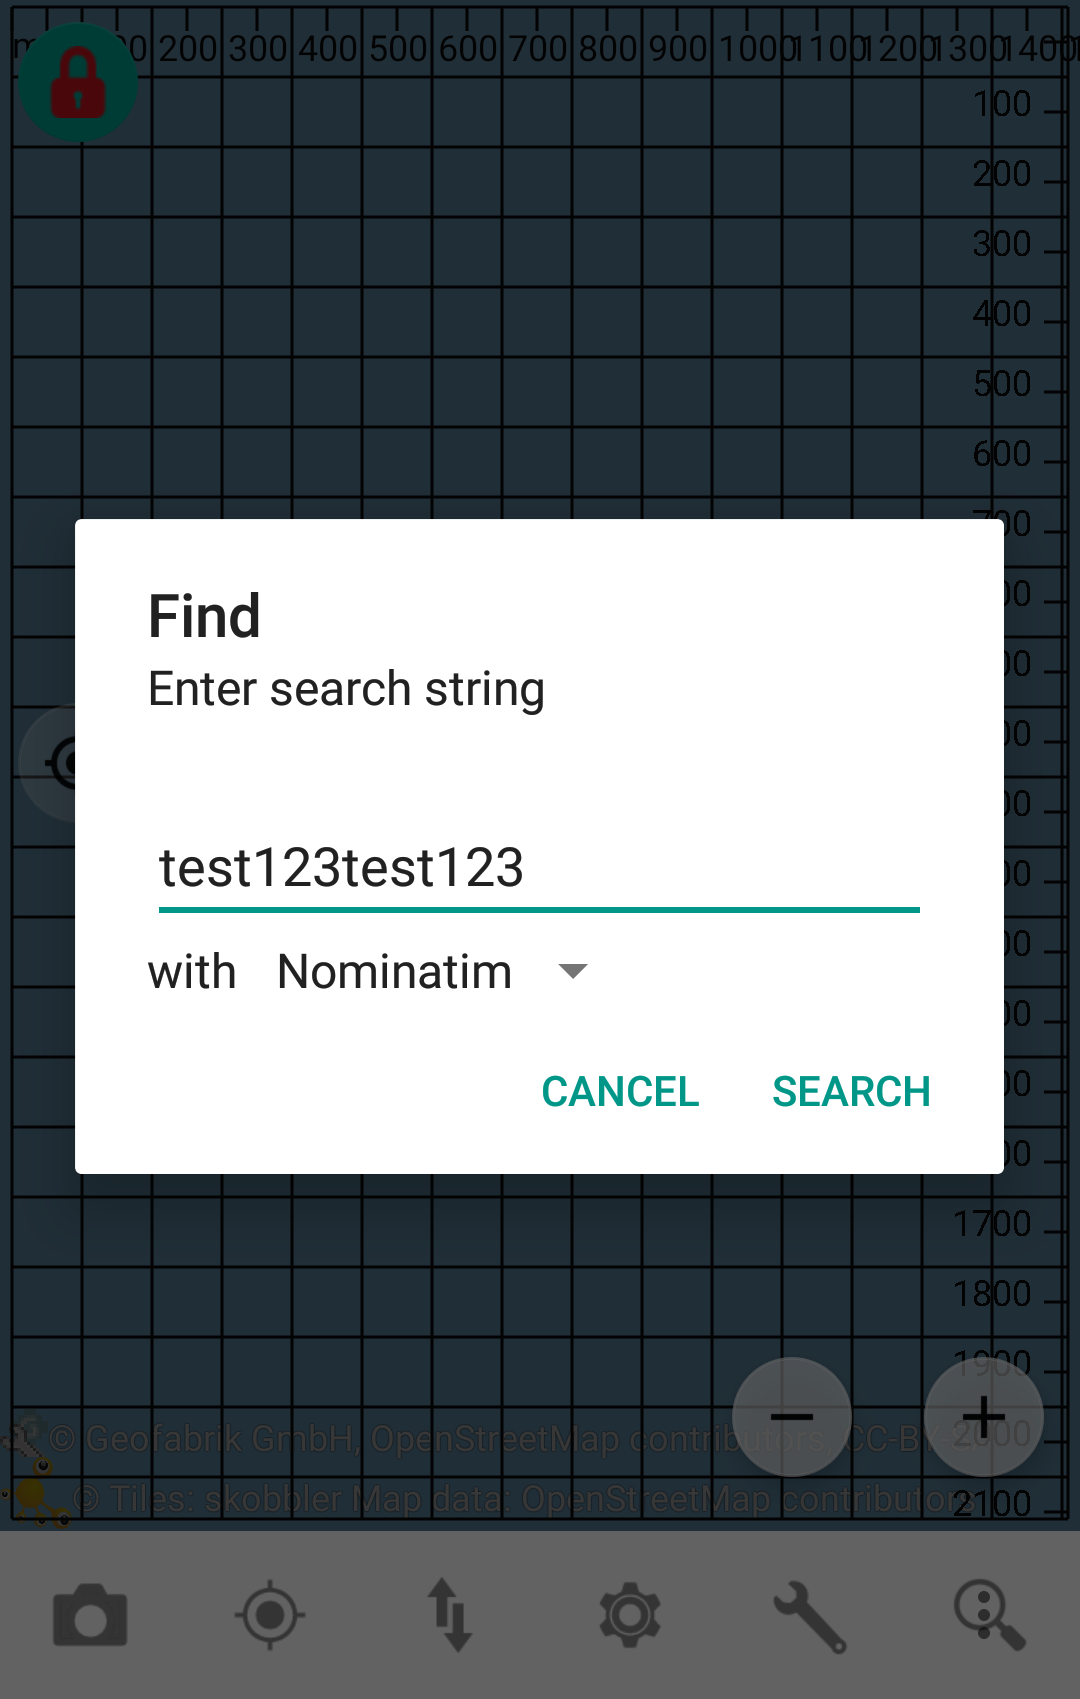 m
200 300 400 500 600 700 800 900 1000 1100 1200 1300 1400
100
200
300
400
500
600
Find
Enter search string
test123test123
with Nominatim
CANCEL SEARCH
1700
1800
1900
© Geofabrik GmbH, OpenStreetMap contributors, CC-BY 2000
© Tiles: skobbler Map data: OpenStreetMap contributors 2100